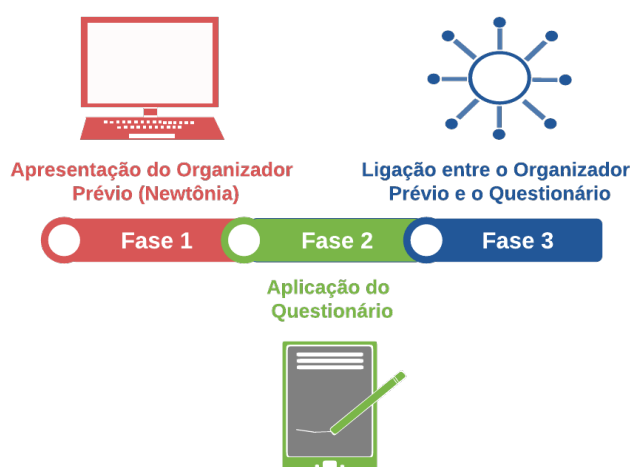 Apresentação do Organizador
Prévio (Newtônia)
Ligação entre o Organizador
Prévio e o Questionário
Fase 1
Fase 2
Fase 3
Aplicação do
Questionário